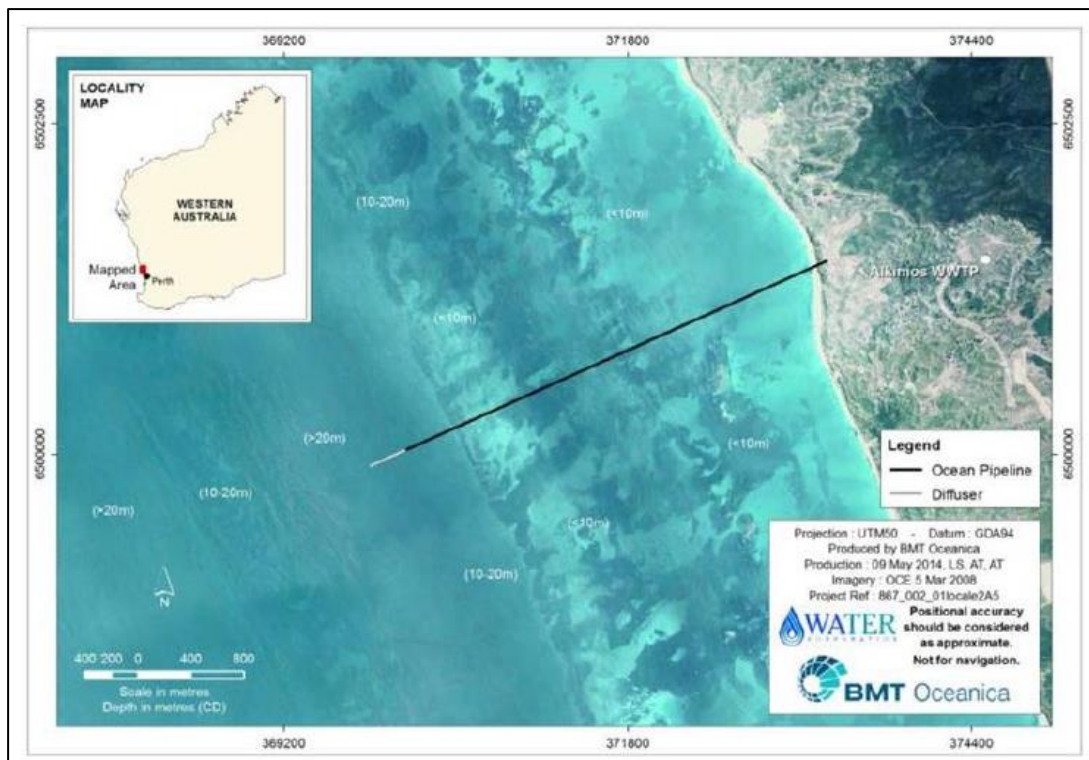 369200 371800 374400
LOCALITY
MAP
WESTERN
AUSTRALIA
Mapped
Area
Perth
6502500
6502500
(10-20m)
(<10m)
Alkimos WWTP
(<10m)
6500000
6500000
(>20m)
(<10m)
(10-20m)
(>20m)
(<10m)
(10-20m)
Legend
Ocean Pipeline
Diffuser
N
400 200 0 400 800
Scale in metres
Depth in metres (CD)
Projection : UTM50 - Datum : GDA94
Produced by BMT Oceanica
Production : 09 May 2014, LS, AT, AT
Imagery : OCE 5 Mar 2008
Project Ref : 867_002_01locale2A5
WATER
CORPORATION
Positional accuracy
should be considered
as approximate.
Not for navigation.
BMT Oceanica
369200 371800 374400